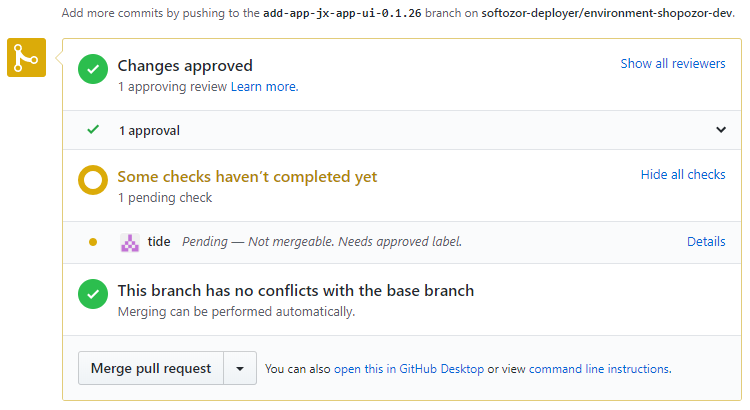 Add more commits by pushing to the add-app-jx-app-ui-0.1.26 branch on softozor-deployer/environment-shopozor-dev.
Changes approved
Show all reviewers
1 approving review Learn more.
1 approval
Some checks haven’t completed yet
Hide all checks
1 pending check
tide Pending — Not mergeable. Needs approved label.
Details
This branch has no conflicts with the base branch
Merging can be performed automatically.
Merge pull request
You can also open this in GitHub Desktop or view command line instructions.